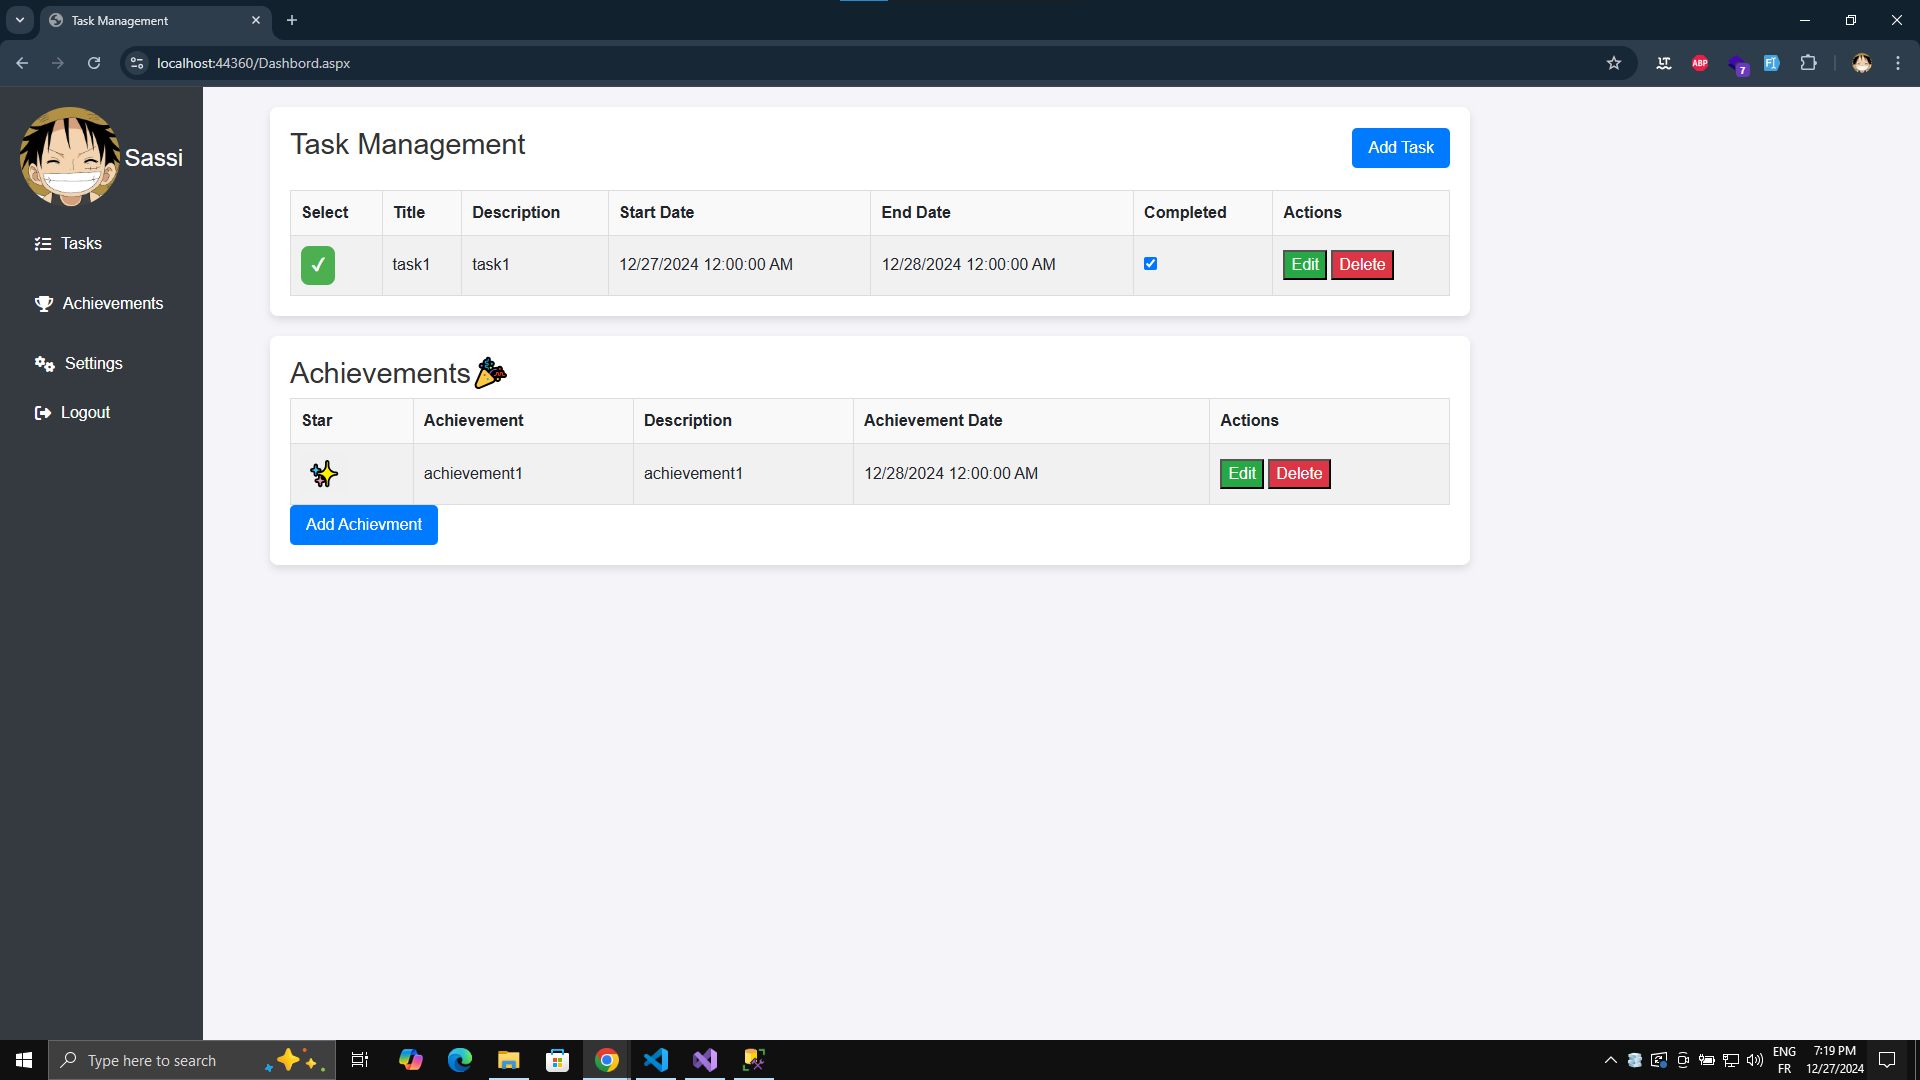 Task Management
localhost:44360/Dashbord.aspx
ABP
7
Sassi
Tasks
Achievements
Settings
Logout
Task Management
Add Task
Select Title Description Start Date End Date Completed Actions
task1 task1 12/27/2024 12:00:00 AM 12/28/2024 12:00:00 AM Edit Delete
Achievements
Star Achievement Description Achievement Date Actions
achievement1 achievement1 12/28/2024 12:00:00 AM Edit Delete
Add Achievment
Type here to search
ENG
FR
7:19 PM
12/27/2024